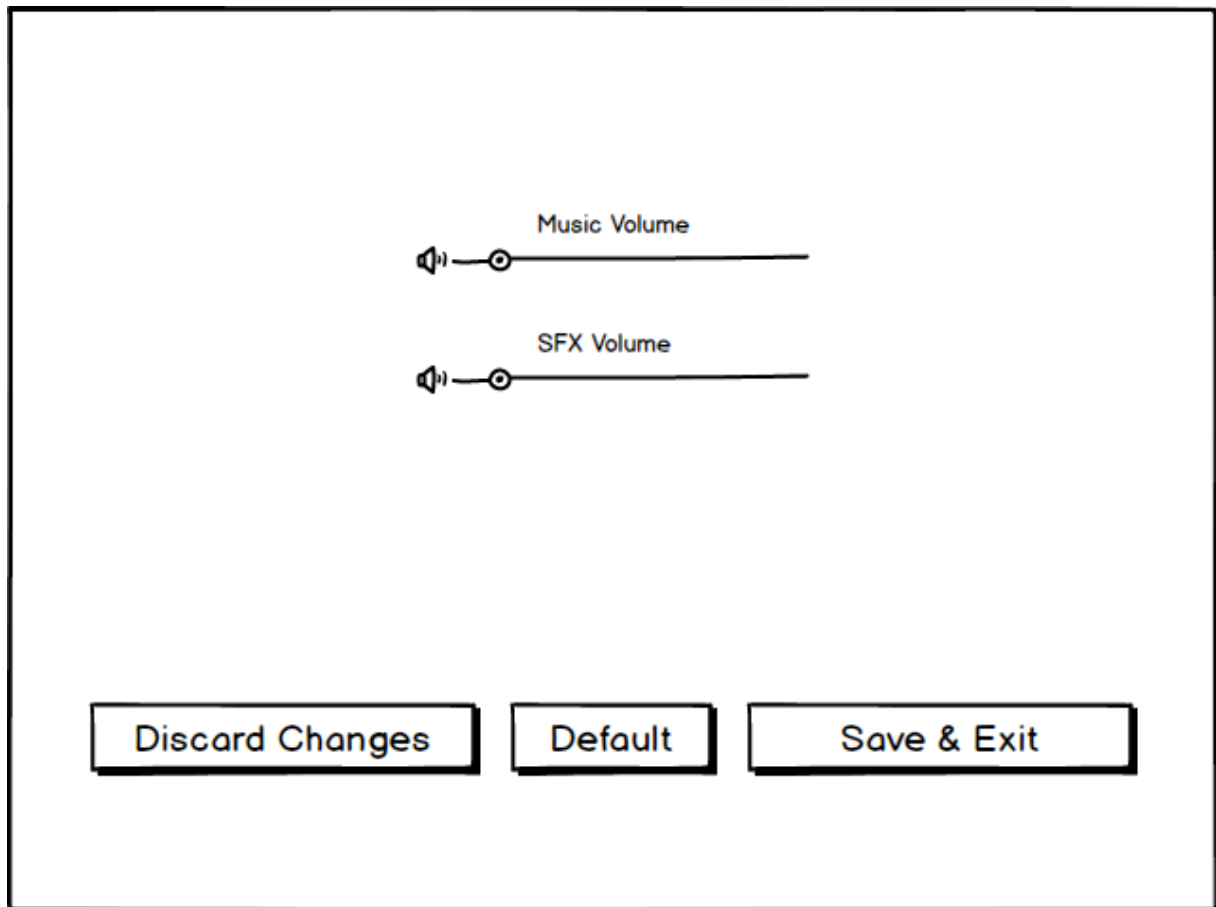 Music Volume
SFX Volume
Discard Changes
Default
Save & Exit